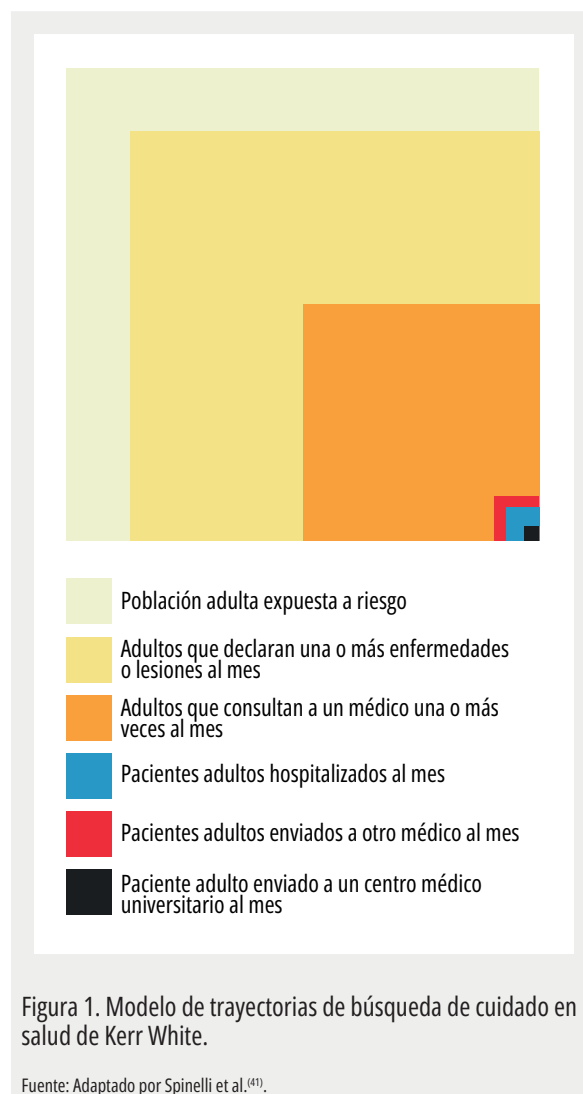 Población adulta expuesta a riesgo
Adultos que declaran una o más enfermedades
o lesiones al mes
Adultos que consultan a un médico una o más
veces al mes
Pacientes adultos hospitalizados al mes
Pacientes adultos enviados a otro médico al mes
Paciente adulto enviado a un centro médico
universitario al mes
Figura 1. Modelo de trayectorias de búsqueda de cuidado en
salud de Kerr White.
Fuente: Adaptado por Spinelli et al.(41).